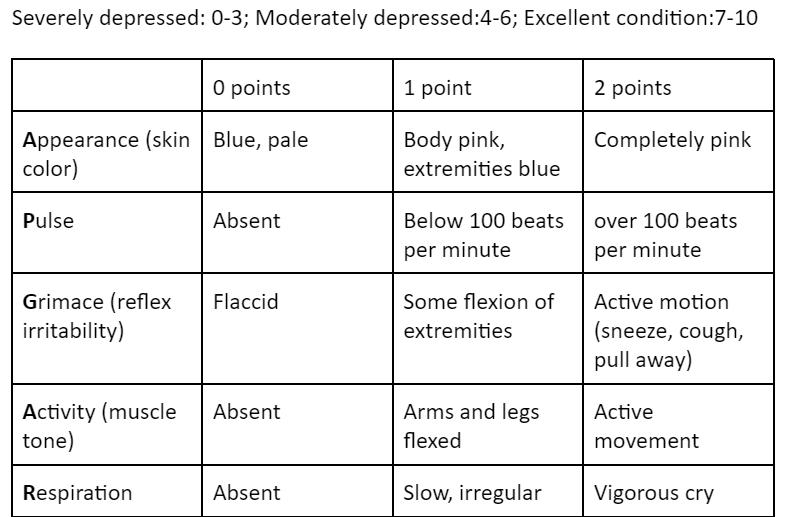 Severely depressed: 0-3; Moderately depressed:4-6; Excellent condition:7-10
0 points 1 point 2 points
Appearance (skin color) Blue, pale Body pink, extremities blue Completely pink
Pulse Absent Below 100 beats per minute over 100 beats per minute
Grimace (reflex irritability) Flaccid Some flexion of extremities Active motion (sneeze, cough, pull away)
Activity (muscle tone) Absent Arms and legs flexed Active movement
Respiration Absent Slow, irregular Vigorous cry